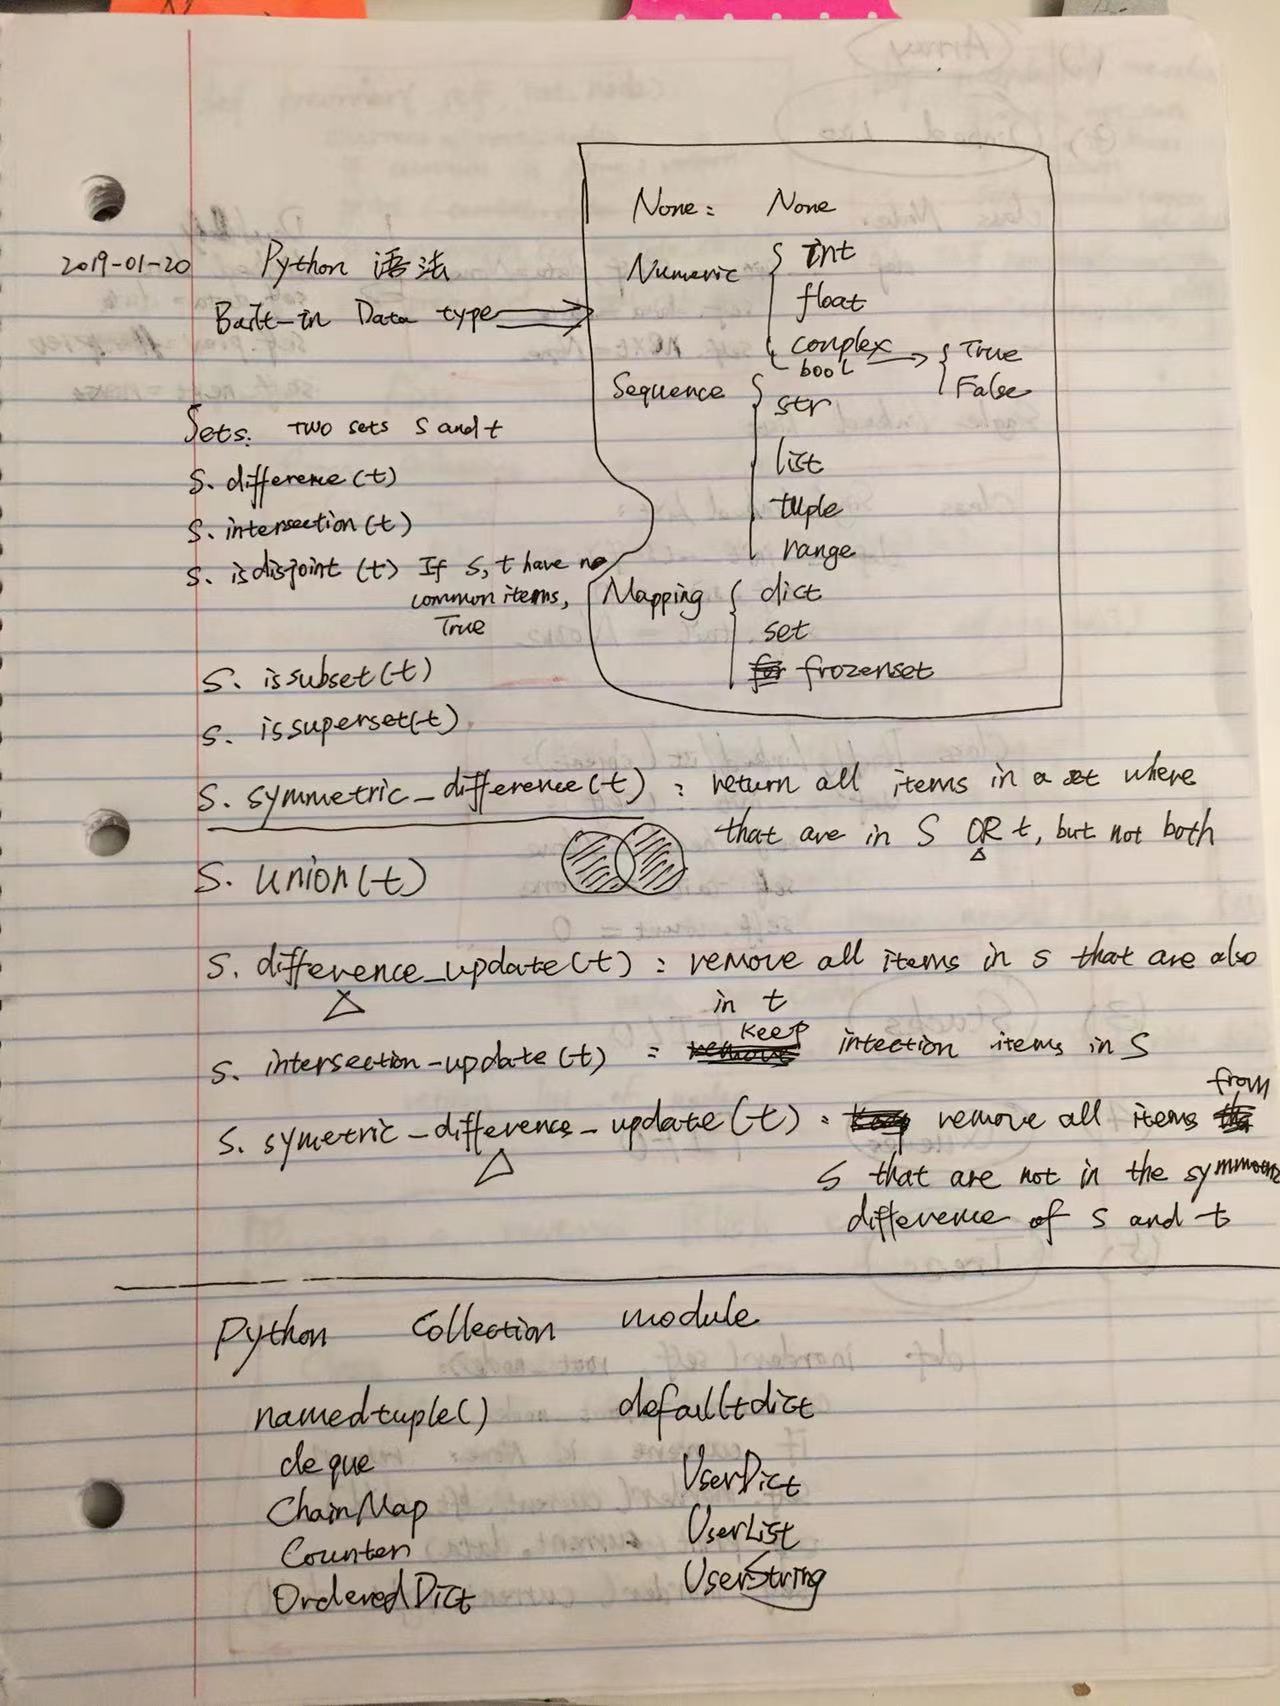 None: None
Numeric { int
float
complex
bool → { True
False
Sequence { str
list
tuple
range
Mapping { dict
set
frozenset
2019-01-20 Python 语法
Built-in Data type
Sets: Two sets S and t
S. difference(t)
S. intersection(t)
S. isdisjoint(t) If S, t have no
common items,
True
S. issubset(t)
S. issuperset(t)
S. symmetric_difference(t) : return all items in a set where
that are in S OR t, but not both
S. union(t)
S. difference_update(t) : remove all items in s that are also
in t
S. intersection-update(t) : keep intection items in S
S. symetric_difference_update(t) : remove all items from
S that are not in the
difference of s and t
Python Collection module
namedtuple() defaultdict
deque UserDict
ChainMap UserList
Counter UserString
OrderedDict